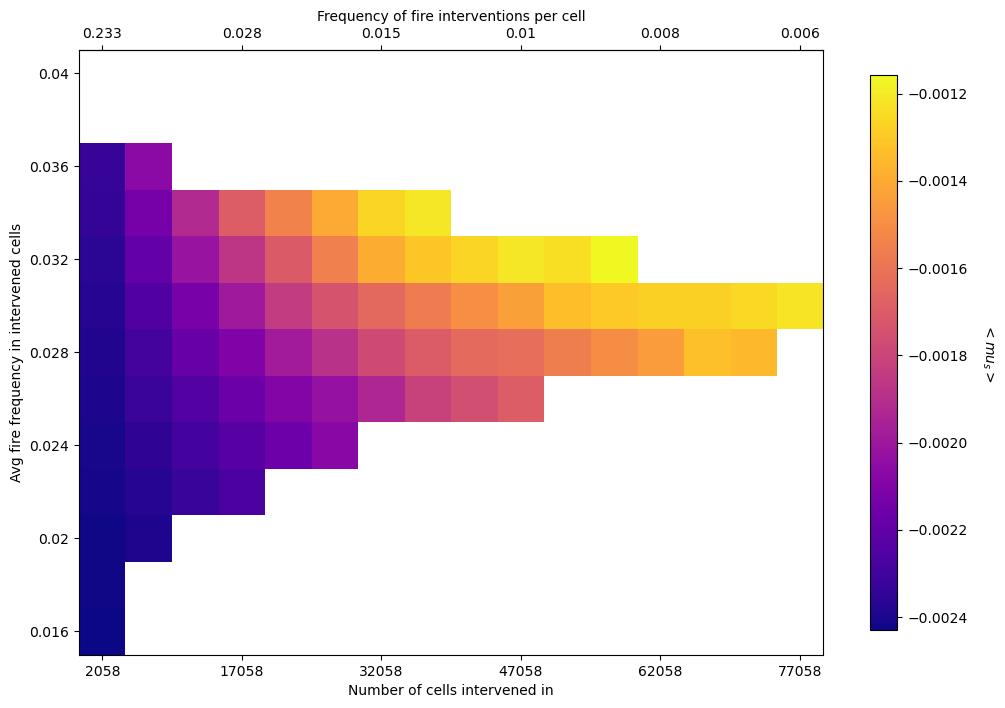 Frequency of fire interventions per cell
0.233 0.028 0.015 0.01 0.008 0.006
Avg fire frequency in intervened cells
0.04
0.036
0.032
0.028
0.024
0.02
0.016
2058 17058 32058 47058 62058 77058
Number of cells intervened in
−0.0012
−0.0014
−0.0016
−0.0018
−0.0020
−0.0022
−0.0024
< mu_s >